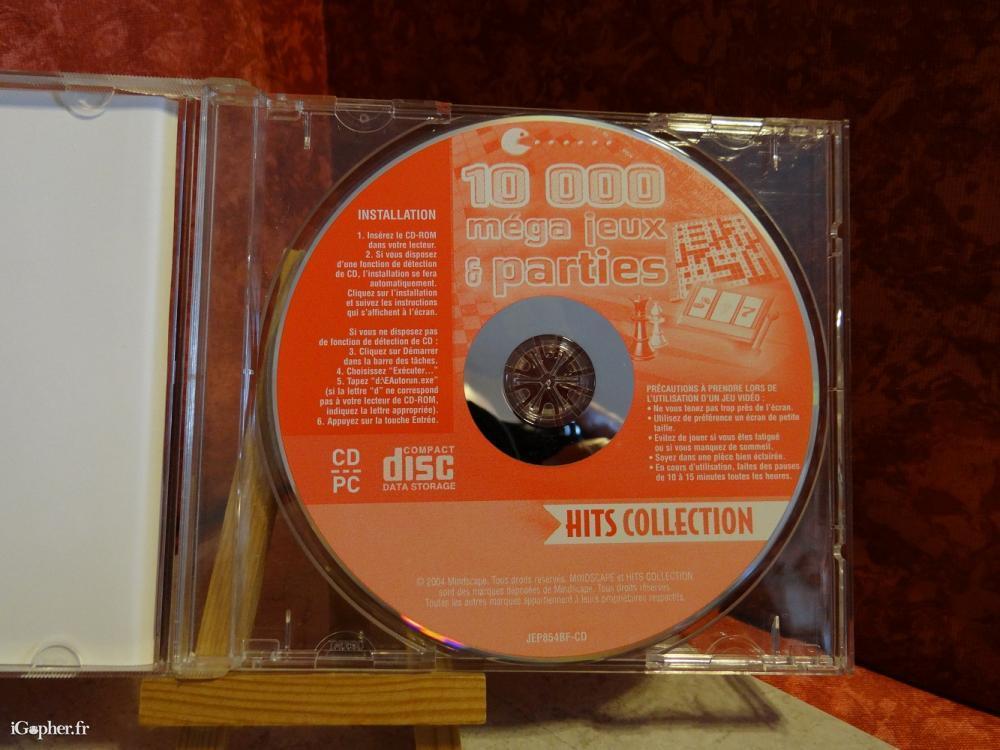 10 000
méga jeux
& parties
INSTALLATION
1. Insérez le CD-ROM
dans votre lecteur.
2. Si vous disposez
d'une fonction de détection
de CD, l'installation se fera
automatiquement.
Cliquez sur l'installation
et suivez les instructions
qui s'affichent à l'écran.
Si vous ne disposez pas
de fonction de détection de CD :
3. Cliquez sur Démarrer
dans la barre des tâches.
4. Choisissez "Exécuter..."
5. Tapez "d:\EAutorun.exe"
(si la lettre "d" ne correspond
pas à votre lecteur de CD-ROM,
indiquez la lettre appropriée).
6. Appuyez sur la touche Entrée.
CD
PC
COMPACT
disc
DATA STORAGE
PRÉCAUTIONS À PRENDRE LORS DE
L'UTILISATION D'UN JEU VIDÉO :
• Ne vous tenez pas trop près de l'écran.
• Utilisez de préférence un écran de petite
taille.
• Evitez de jouer si vous êtes fatigué
ou si vous manquez de sommeil.
• Soyez dans une pièce bien éclairée.
• En cours d'utilisation, faites des pauses
de 10 à 15 minutes toutes les heures.
HITS COLLECTION
© 2004 Mindscape. Tous droits réservés. MINDSCAPE et HITS COLLECTION
sont des marques déposées de Mindscape. Tous droits réservés.
Toutes les autres marques appartiennent à leurs propriétaires respectifs.
JEP854BF-CD
iGopher.fr